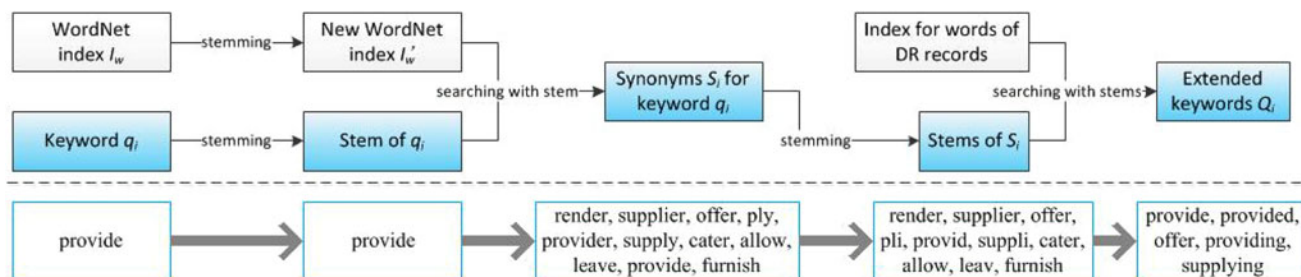 WordNet
index I_w
stemming
New WordNet
index I_w'
Index for words of
DR records
searching with stem
Synonyms S_i for
keyword q_i
searching with stems
Extended
keywords Q_i
Keyword q_i
stemming
Stem of q_i
stemming
Stems of S_i
provide
provide
render, supplier, offer, ply,
provider, supply, cater, allow,
leave, provide, furnish
render, supplier, offer,
pli, provid, suppli, cater,
allow, leav, furnish
provide, provided,
offer, providing,
supplying